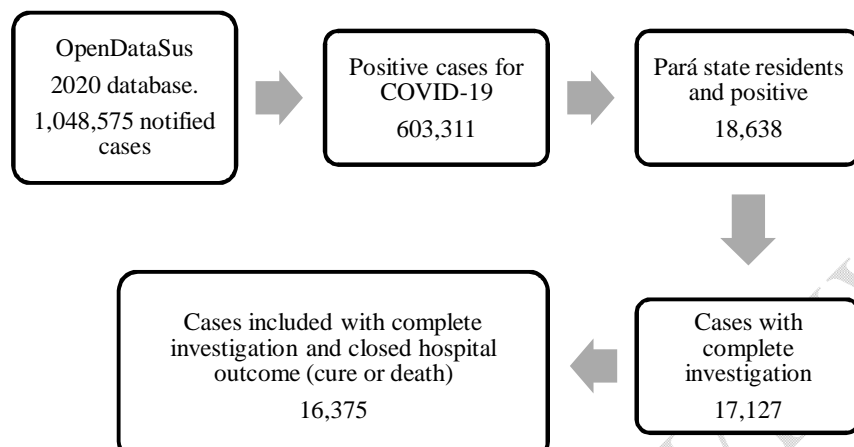 OpenDataSus
2020 database.
1,048,575 notified
cases
Positive cases for
COVID-19
603,311
Pará state residents
and positive
18,638
Cases with
complete
investigation
17,127
Cases included with complete
investigation and closed hospital
outcome (cure or death)
16,375